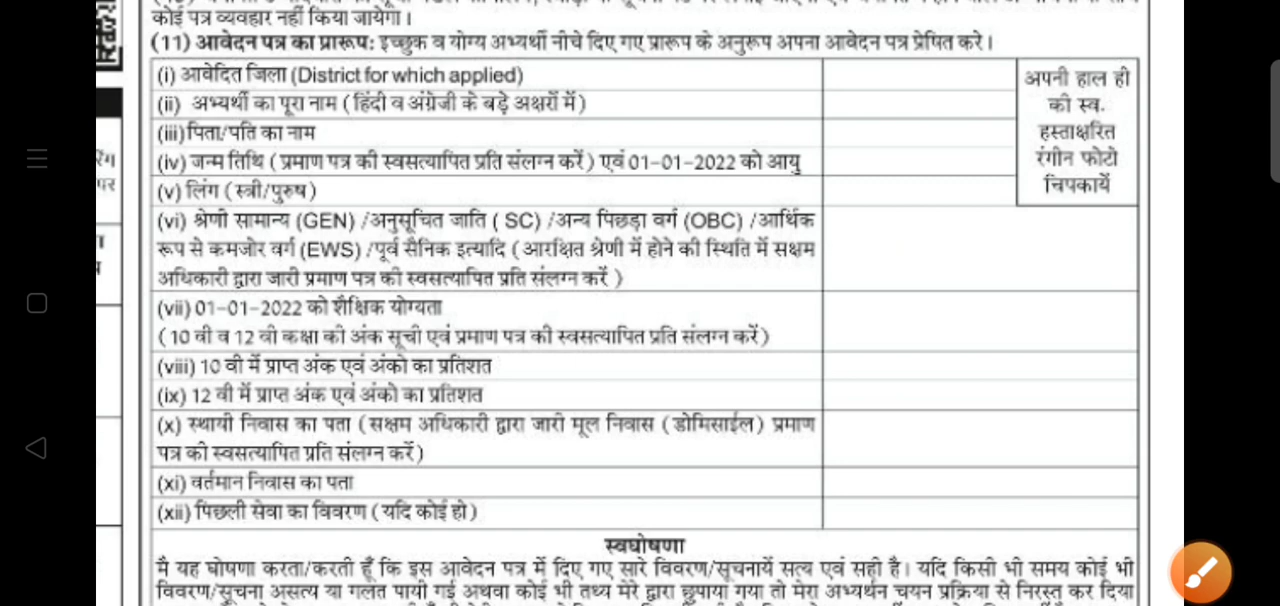 कोई पत्र व्यवहार नहीं किया जायेगा।
(11) आवेदन पत्र का प्रारूप: इच्छुक व योग्य अभ्यर्थी नीचे दिए गए प्रारूप के अनुरूप अपना आवेदन पत्र प्रेषित करे।
(i) आवेदित जिला (District for which applied)
(ii) अभ्यर्थी का पूरा नाम (हिंदी व अंग्रेजी के बड़े अक्षरों में)
(iii) पिता/पति का नाम
(iv) जन्म तिथि (प्रमाण पत्र की स्वसत्यापित प्रति संलग्न करें) एवं 01-01-2022 को आयु
(v) लिंग (स्त्री/पुरुष)
अपनी हाल ही
की स्व.
हस्ताक्षरित
रंगीन फोटो
चिपकायें
(vi) श्रेणी सामान्य (GEN) /अनुसूचित जाति ( SC) /अन्य पिछड़ा वर्ग (OBC) /आर्थिक
रूप से कमजोर वर्ग (EWS) /पूर्व सैनिक इत्यादि (आरक्षित श्रेणी में होने की स्थिति में सक्षम
अधिकारी द्वारा जारी प्रमाण पत्र की स्वसत्यापित प्रति संलग्न करें )
(vii) 01-01-2022 को शैक्षिक योग्यता
(10 वी व 12 वी कक्षा की अंक सूची एवं प्रमाण पत्र की स्वसत्यापित प्रति संलग्न करें)
(viii) 10 वी में प्राप्त अंक एवं अंको का प्रतिशत
(ix) 12 वी में प्राप्त अंक एवं अंको का प्रतिशत
(x) स्थायी निवास का पता (सक्षम अधिकारी द्वारा जारी मूल निवास (डोमिसाईल) प्रमाण
पत्र की स्वसत्यापित प्रति संलग्न करें)
(xi) वर्तमान निवास का पता
(xii) पिछली सेवा का विवरण (यदि कोई हो)
स्वघोषणा
मै यह घोषणा करता/करती हूँ कि इस आवेदन पत्र में दिए गए सारे विवरण/सूचनायें सत्य एवं सही है। यदि किसी भी समय कोई भी
विवरण/सूचना असत्य या गलत पायी गई अथवा कोई भी तथ्य मेरे द्वारा छुपाया गया तो मेरा अभ्यर्थन चयन प्रक्रिया से निरस्त कर दिया